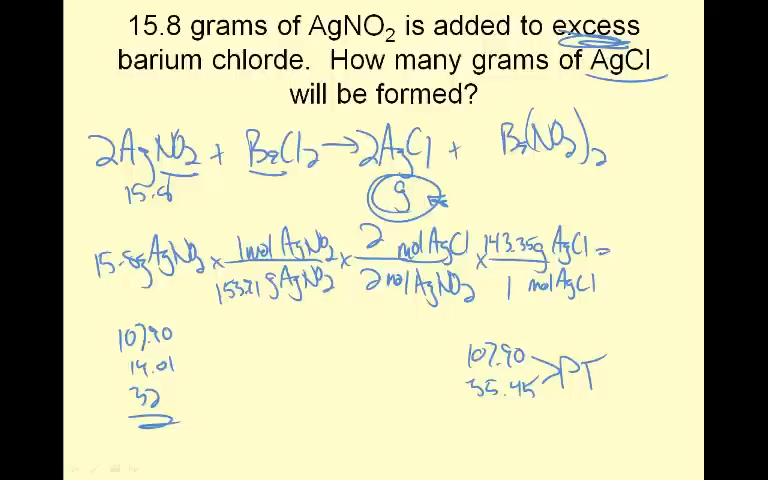 15.8 grams of AgNO2 is added to excess
barium chlorde. How many grams of AgCl
will be formed?
2AgNO2 + BaCl2 → 2AgCl + Ba(NO2)2
15.8 g
15.8g AgNO2 × 1mol AgNO2 / 153.91 g AgNO2 × 2 mol AgCl / 2 mol AgNO2 × 143.35g AgCl / 1 mol AgCl =
107.90
14.01
32
107.90
35.45 > PT